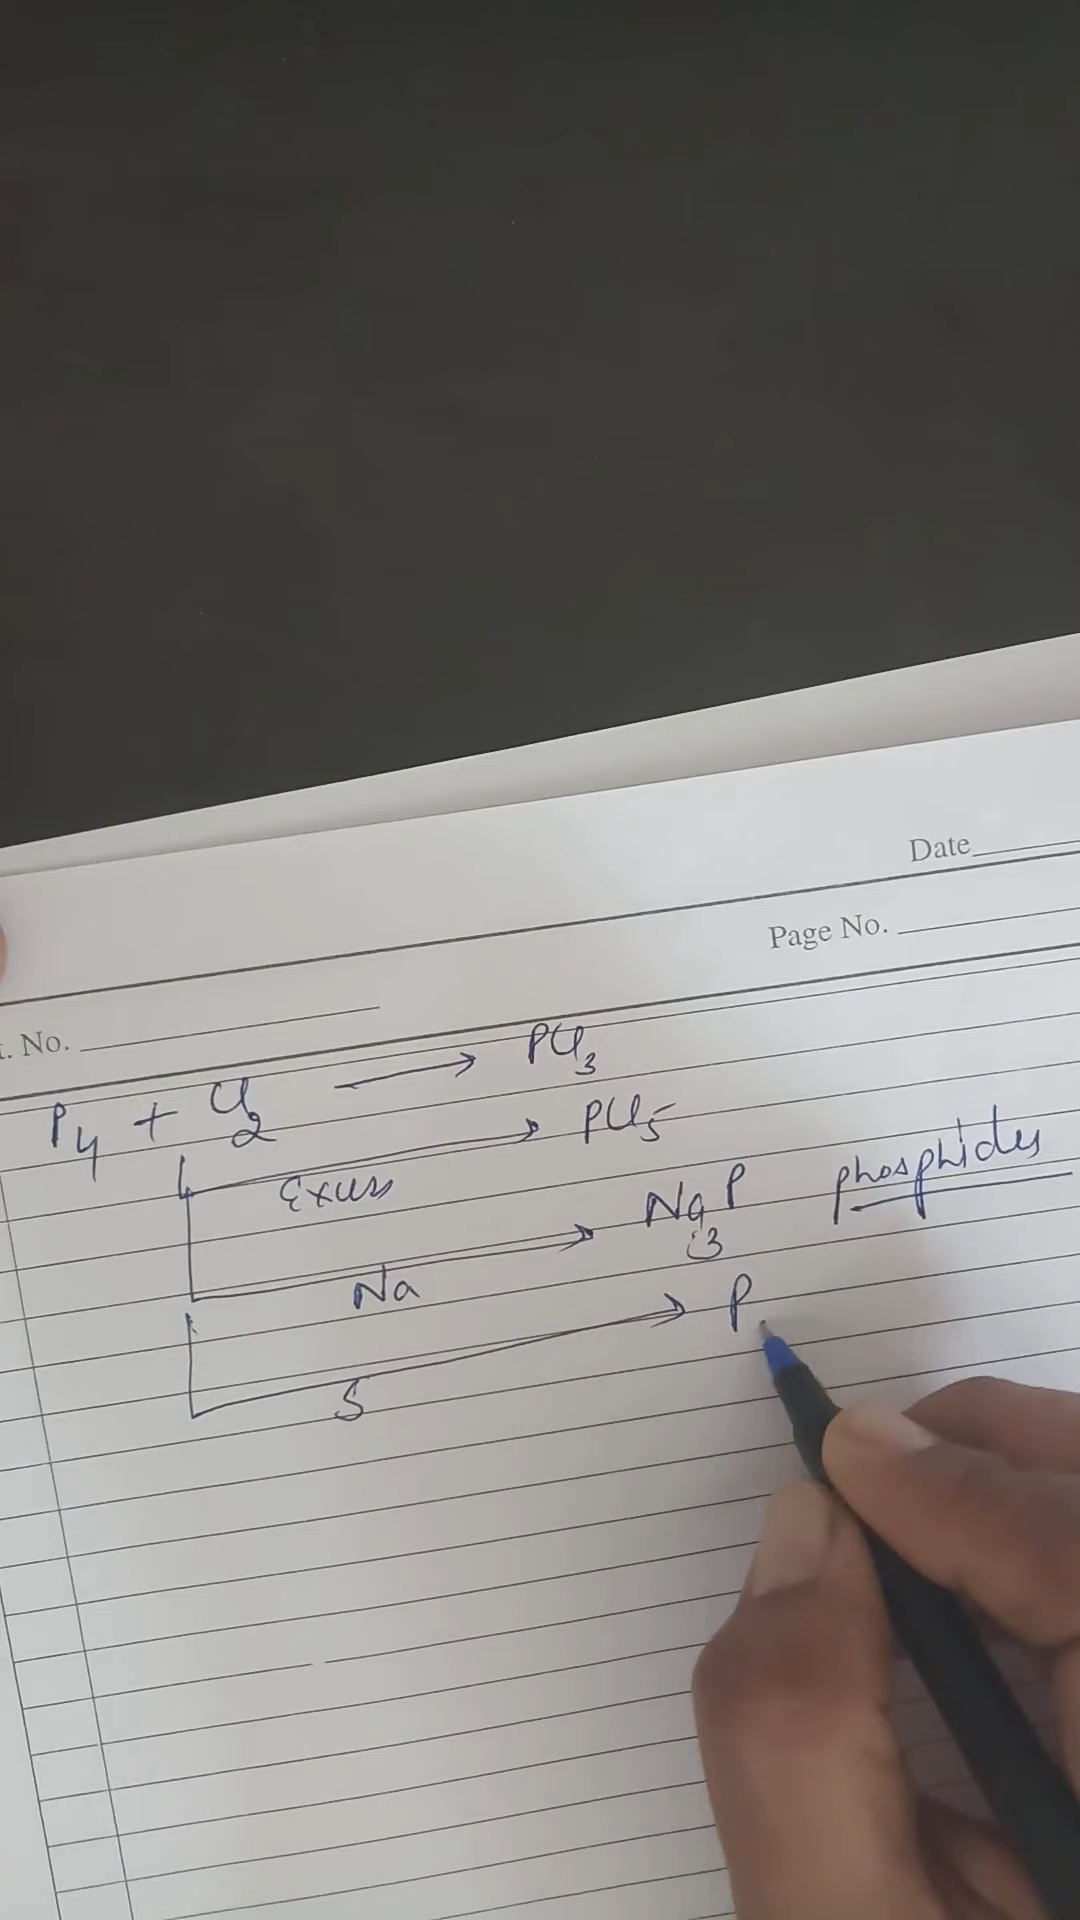 Date
Page No.
t. No.
P4 + Cl2 → PCl3
Excess → PCl5
Na → Na3P phosphides
S → P